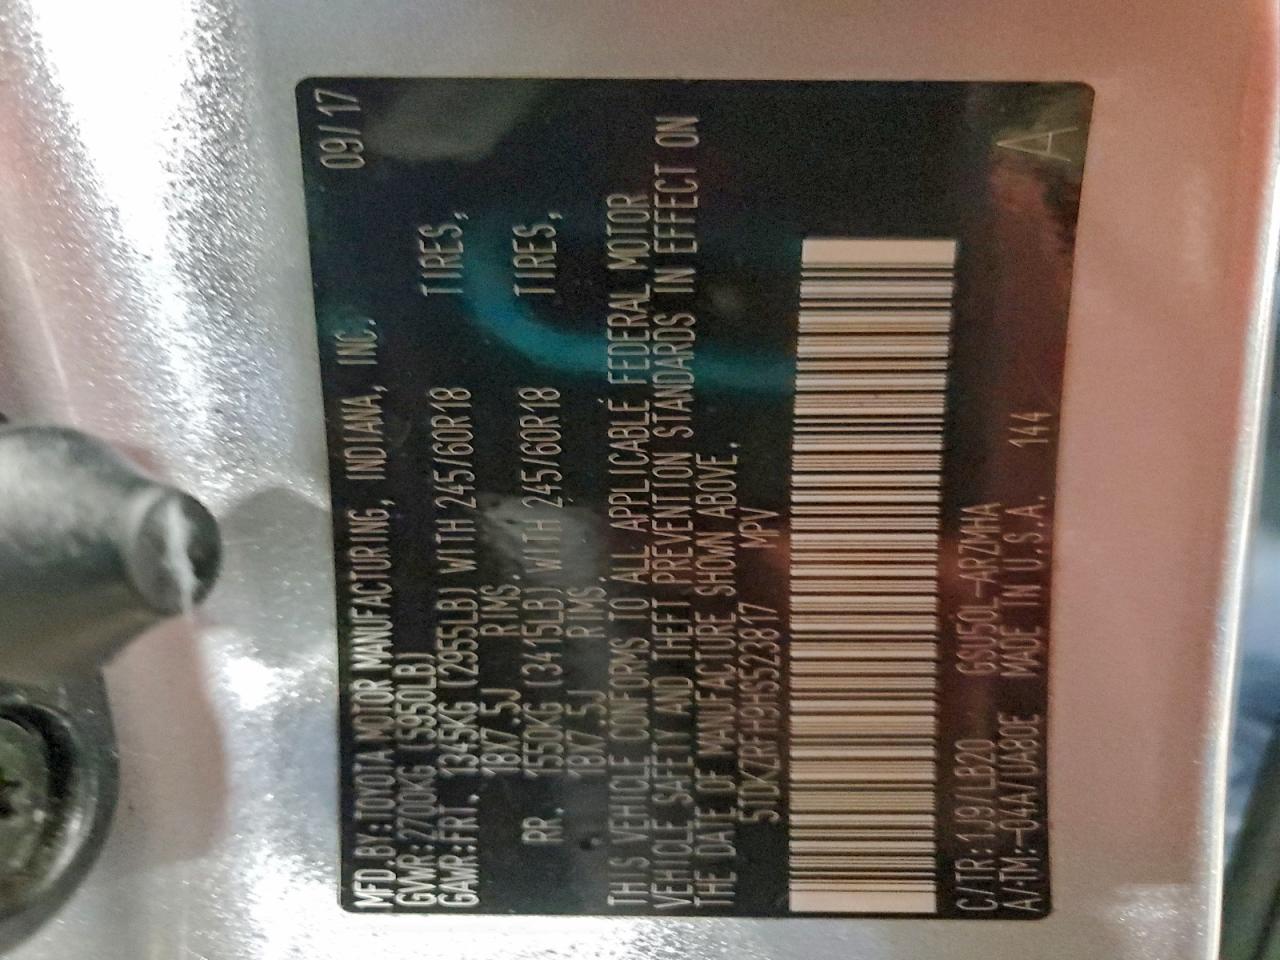 MFD.BY:TOYOTA MOTOR MANUFACTURING, INDIANA, INC. 09/17
GVWR:2700KG (5950LB)
GAWR:FRT. 1345KG (2955LB) WITH 245/60R18 TIRES,
18X7.5J RIMS.
RR. 1550KG (3415LB) WITH 245/60R18 TIRES,
18X7.5J RIMS.
THIS VEHICLE CONFORMS TO ALL APPLICABLE FEDERAL MOTOR
VEHICLE SAFETY AND THEFT PREVENTION STANDARDS IN EFFECT ON
THE DATE OF MANUFACTURE SHOWN ABOVE.
5TDKZRFH9HS523817 MPV
C/TR:1J9/LB20 GSU50L-ARZMHA
A/TM:-04A/UA80E MADE IN U.S.A. 144
A